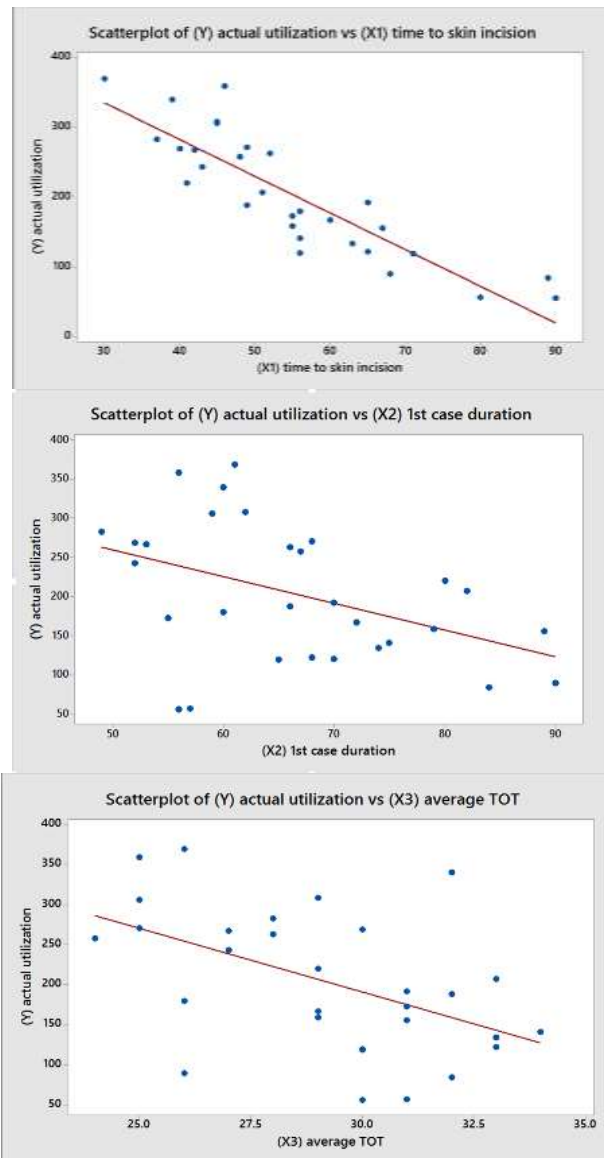 Scatterplot of (Y) actual utilization vs (X1) time to skin incision
400
300
200
100
0
(Y) actual utilization
30 40 50 60 70 80 90
(X1) time to skin incision
Scatterplot of (Y) actual utilization vs (X2) 1st case duration
400
350
300
250
200
150
100
50
(Y) actual utilization
50 60 70 80 90
(X2) 1st case duration
Scatterplot of (Y) actual utilization vs (X3) average TOT
400
350
300
250
200
150
100
50
(Y) actual utilization
25.0 27.5 30.0 32.5 35.0
(X3) average TOT